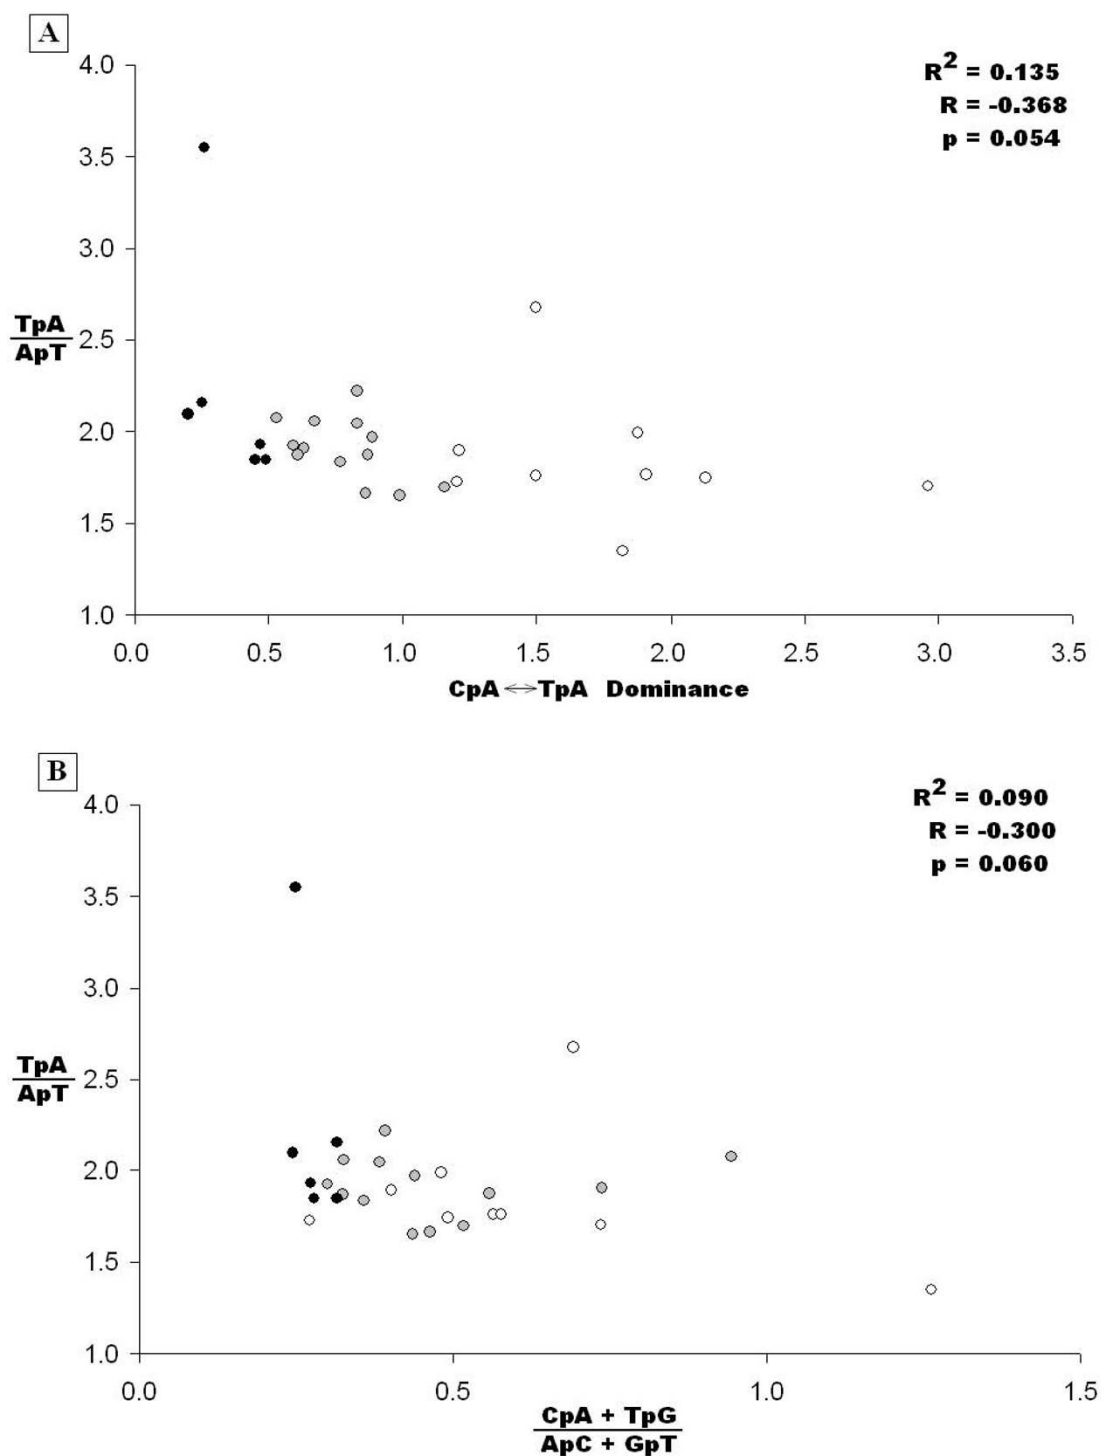 A
4.0
3.5
3.0
2.5
2.0
1.5
1.0
TpA
ApT
R² = 0.135
R = -0.368
p = 0.054
0.0 0.5 1.0 1.5 2.0 2.5 3.0 3.5
CpA↔TpA Dominance
B
4.0
3.5
3.0
2.5
2.0
1.5
1.0
TpA
ApT
R² = 0.090
R = -0.300
p = 0.060
0.0 0.5 1.0 1.5
CpA + TpG
ApC + GpT